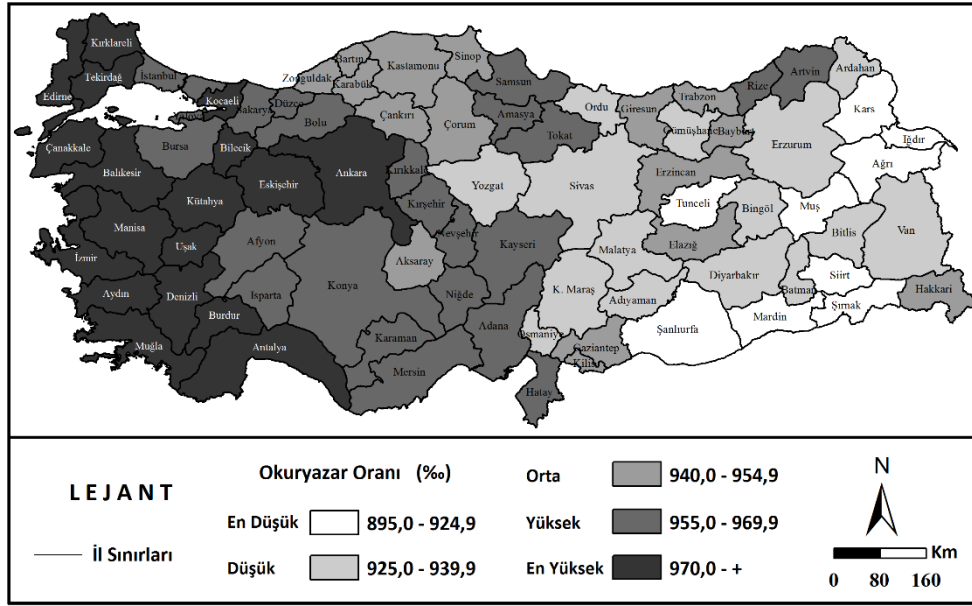 Kırklareli
Edirne
Tekirdağ
İstanbul
Kocaeli
Yalova
Sakarya
Düzce
Bolu
Zonguldak
Bartın
Karabük
Kastamonu
Sinop
Çankırı
Çorum
Samsun
Amasya
Tokat
Ordu
Giresun
Trabzon
Gümüşhane
Baybu
Rize
Artvin
Ardahan
Kars
Iğdır
Ağrı
Erzurum
Erzincan
Çanakkale
Balıkesir
Bursa
Bilecik
Kütahya
Eskişehir
Ankara
Kırıkkale
Kırşehir
Yozgat
Sivas
Tunceli
Bingöl
Muş
Bitlis
Van
Manisa
Uşak
Afyon
İzmir
Aydın
Denizli
Isparta
Burdur
Muğla
Antalya
Konya
Aksaray
Nevşehir
Niğde
Kayseri
Karaman
Mersin
Adana
Malatya
Elazığ
K. Maraş
Adıyaman
Diyarbakır
Batman
Siirt
Şırnak
Hakkari
Mardin
Şanlıurfa
Osmaniye
Gaziantep
Kilis
Hatay
LEJANT
İl Sınırları
Okuryazar Oranı (‰)
En Düşük 895,0 - 924,9
Düşük 925,0 - 939,9
Orta 940,0 - 954,9
Yüksek 955,0 - 969,9
En Yüksek 970,0 - +
N
Km
0 80 160